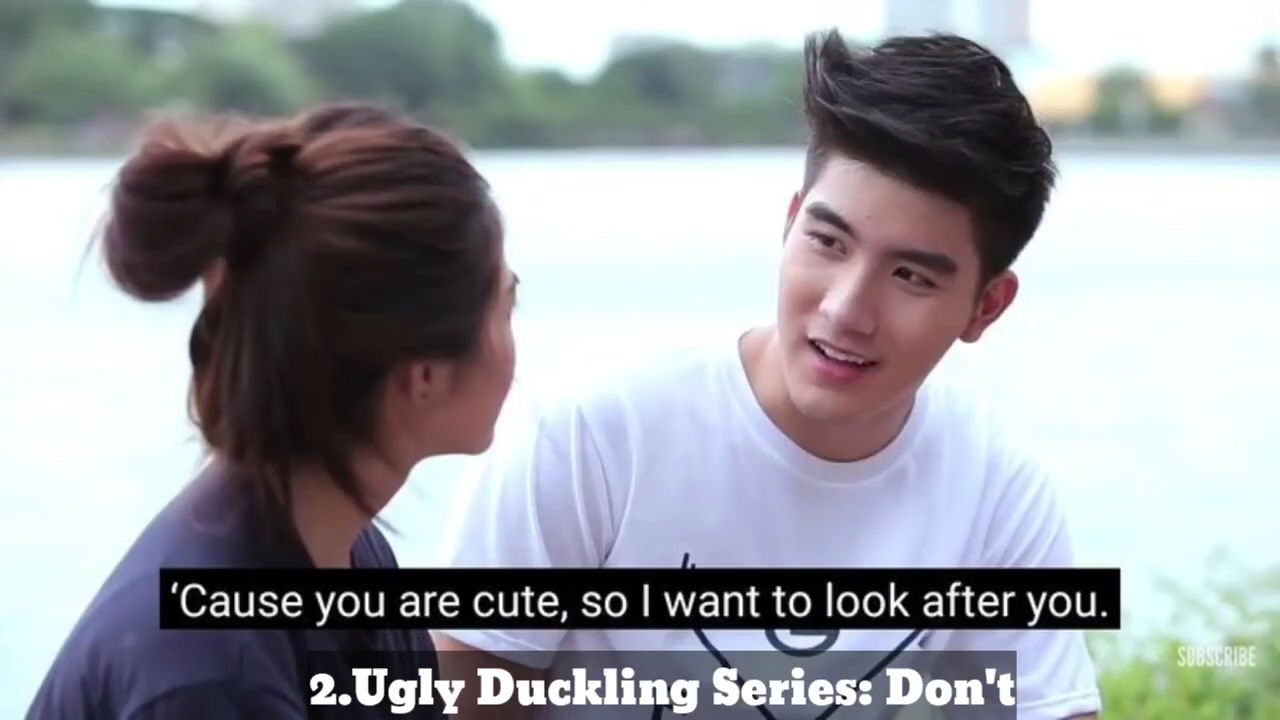 ‘Cause you are cute, so I want to look after you.
SUBSCRIBE
2.Ugly Duckling Series: Don't